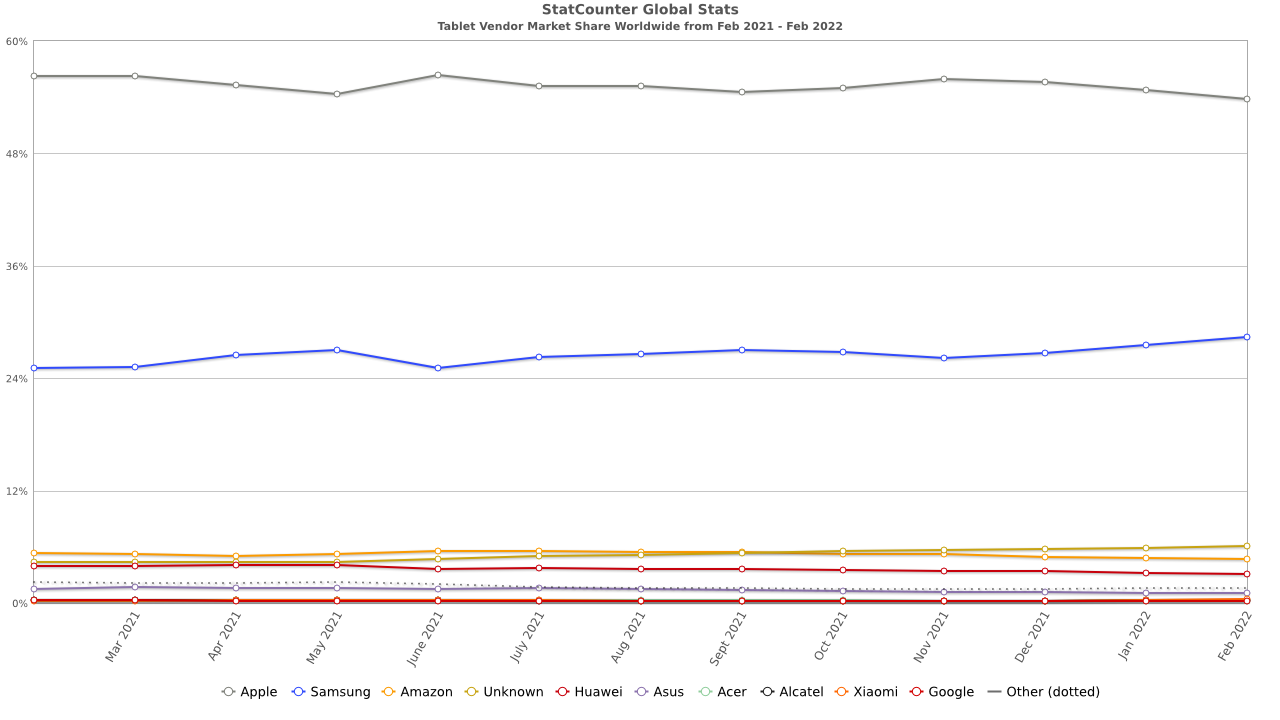 StatCounter Global Stats
Tablet Vendor Market Share Worldwide from Feb 2021 - Feb 2022
60%
48%
36%
24%
12%
0%
Mar 2021 Apr 2021 May 2021 June 2021 July 2021 Aug 2021 Sept 2021 Oct 2021 Nov 2021 Dec 2021 Jan 2022 Feb 2022
Apple Samsung Amazon Unknown Huawei Asus Acer Alcatel Xiaomi Google Other (dotted)